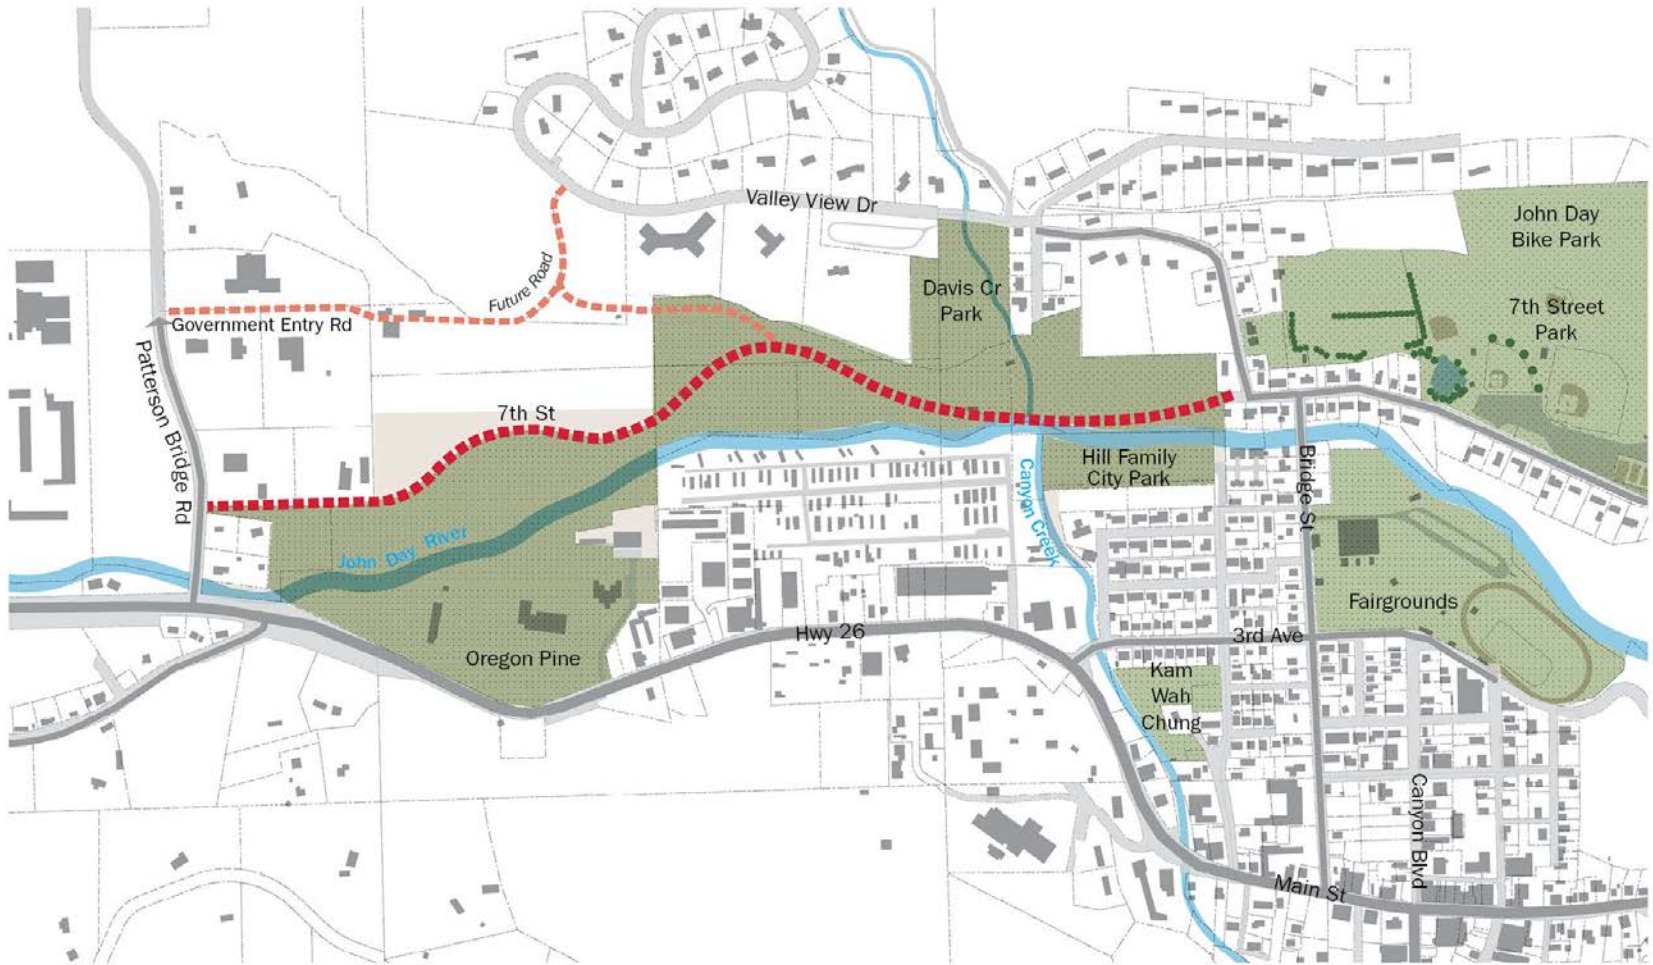 Valley View Dr
John Day
Bike Park
Future Road
Davis Cr
Park
7th Street
Park
Government Entry Rd
Patterson Bridge Rd
7th St
Hill Family
City Park
Bridge St
Canyon Creek
John Day River
Fairgrounds
Hwy 26
3rd Ave
Oregon Pine
Kam
Wah
Chung
Canyon Blvd
Main St